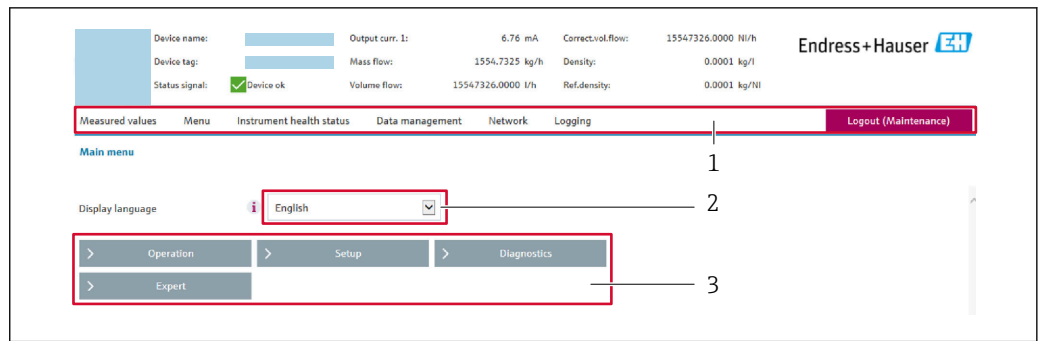 Device name: Output curr. 1: 6.76 mA Correct.vol.flow: 15547326.0000 Nl/h
Endress+Hauser EH
Device tag: Mass flow: 1554.7325 kg/h Density: 0.0001 kg/l
Status signal: Device ok Volume flow: 15547326.0000 l/h Ref.density: 0.0001 kg/Nl
Measured values Menu Instrument health status Data management Network Logging Logout (Maintenance)
1
Main menu
Display language i English 2
> Operation > Setup > Diagnostics
> Expert 3